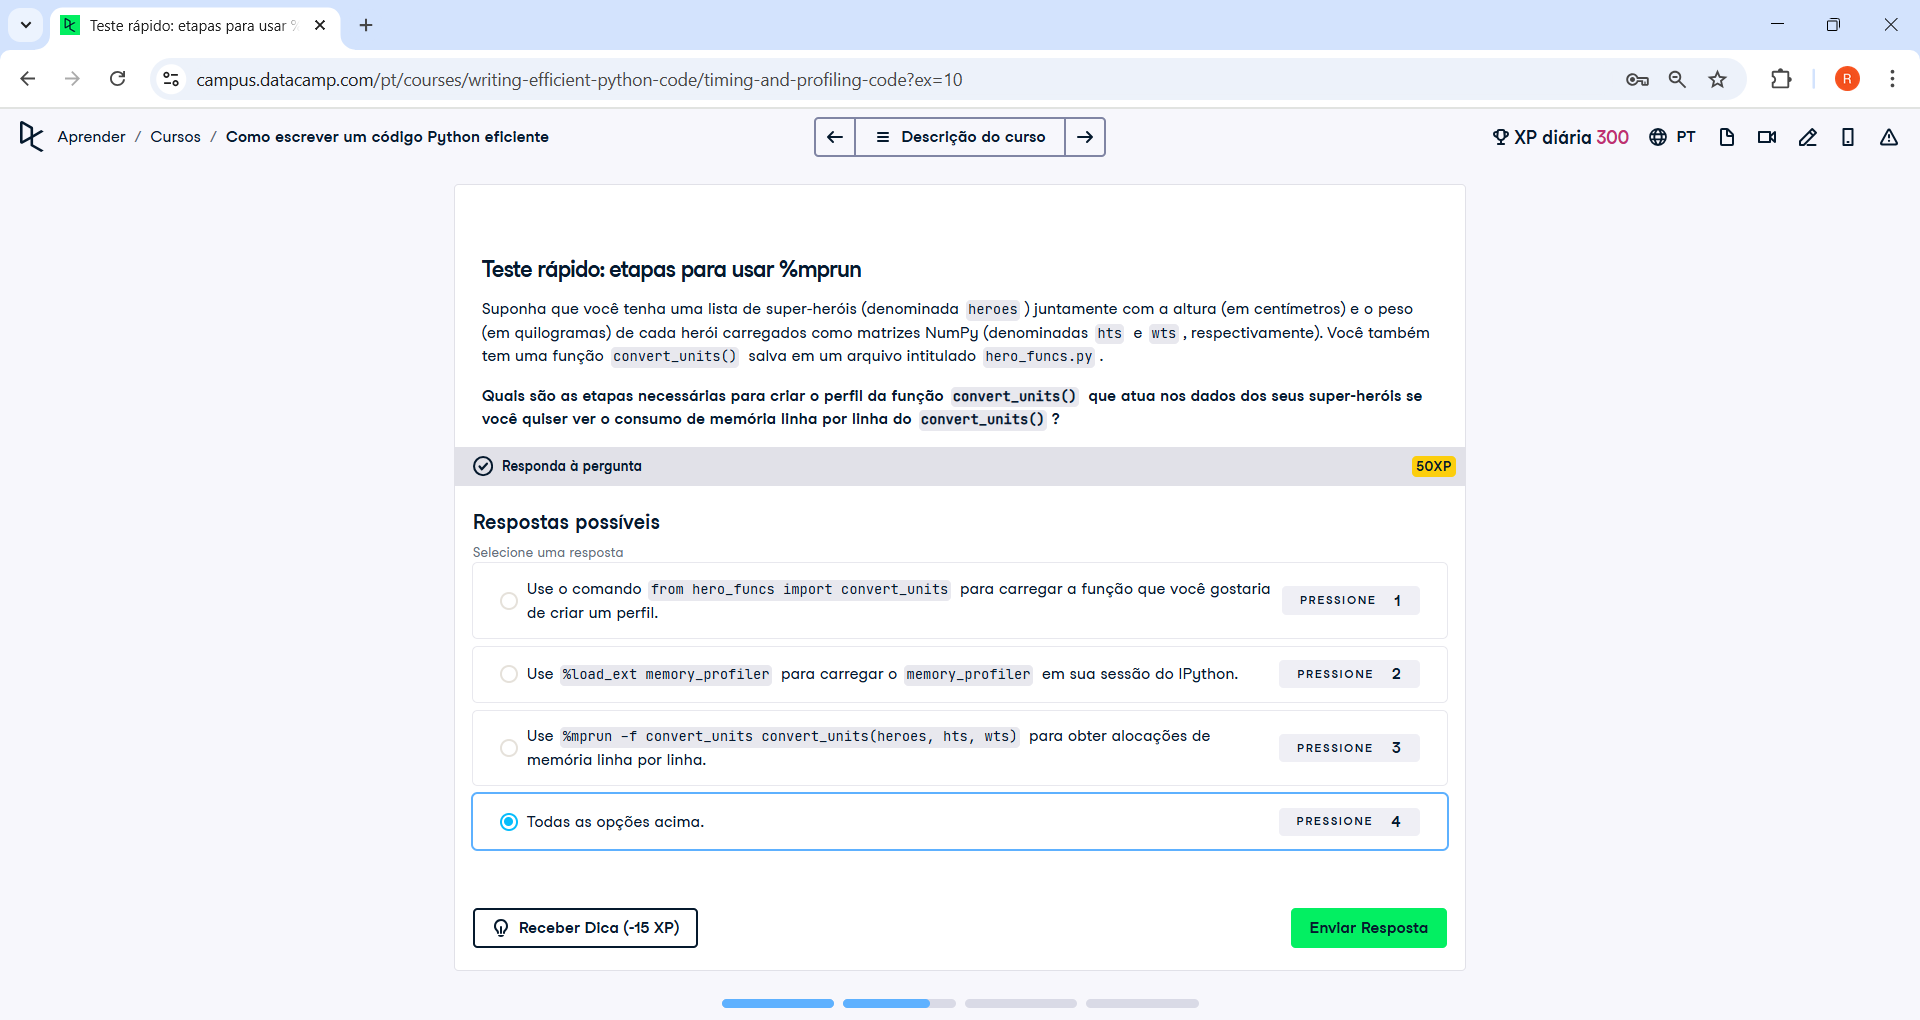 Teste rápido: etapas para usar %
campus.datacamp.com/pt/courses/writing-efficient-python-code/timing-and-profiling-code?ex=10
R
Aprender / Cursos / Como escrever um código Python eficiente
Descrição do curso
XP diária 300
PT
Teste rápido: etapas para usar %mprun
Suponha que você tenha uma lista de super-heróis (denominada heroes ) juntamente com a altura (em centímetros) e o peso
(em quilogramas) de cada herói carregados como matrizes NumPy (denominadas hts e wts , respectivamente). Você também
tem uma função convert_units() salva em um arquivo intitulado hero_funcs.py .
Quais são as etapas necessárias para criar o perfil da função convert_units() que atua nos dados dos seus super-heróis se
você quiser ver o consumo de memória linha por linha do convert_units() ?
Responda à pergunta
50XP
Respostas possíveis
Selecione uma resposta
Use o comando from hero_funcs import convert_units para carregar a função que você gostaria
de criar um perfil.
PRESSIONE 1
Use %load_ext memory_profiler para carregar o memory_profiler em sua sessão do IPython.
PRESSIONE 2
Use %mprun -f convert_units convert_units(heroes, hts, wts) para obter alocações de
memória linha por linha.
PRESSIONE 3
Todas as opções acima.
PRESSIONE 4
Receber Dica (-15 XP)
Enviar Resposta